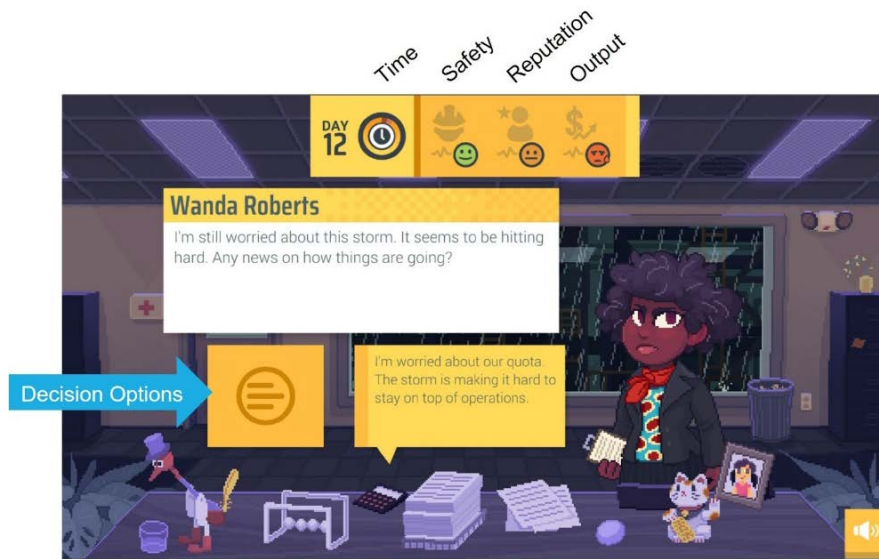 Time Safety Reputation Output
DAY
12
Wanda Roberts
I'm still worried about this storm. It seems to be hitting
hard. Any news on how things are going?
Decision Options
I'm worried about our quota.
The storm is making it hard to
stay on top of operations.